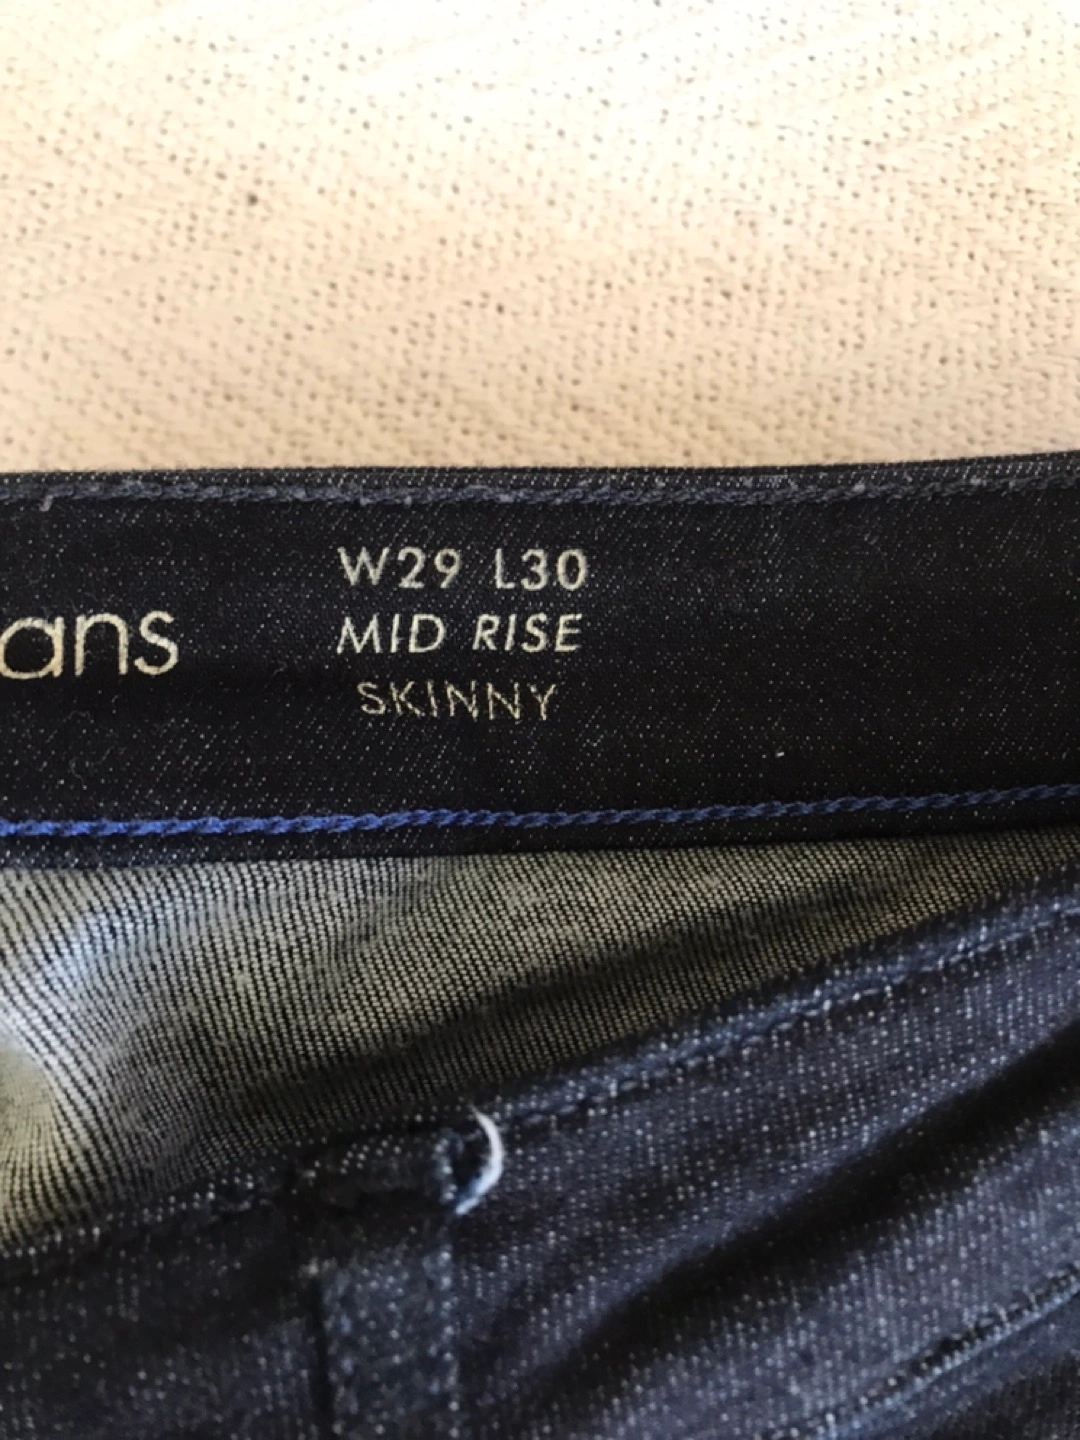 ans
W29 L30
MID RISE
SKINNY